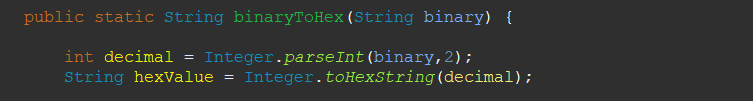 public static String binaryToHex(String binary) {
int decimal = Integer.parseInt(binary,2);
String hexValue = Integer.toHexString(decimal);